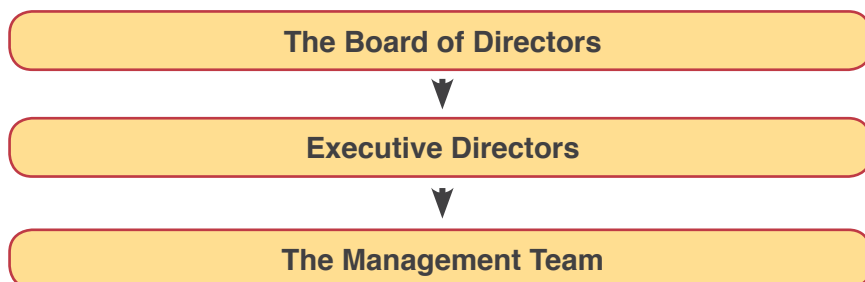 The Board of Directors
Executive Directors
The Management Team